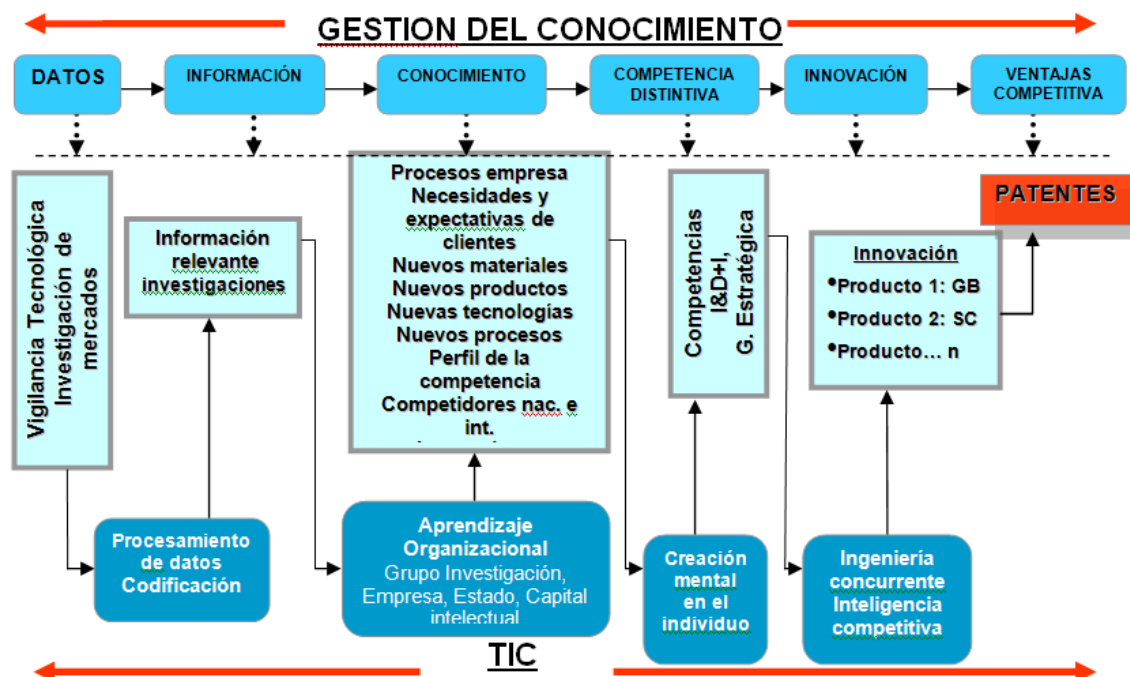 GESTION DEL CONOCIMIENTO
DATOS
INFORMACIÓN
CONOCIMIENTO
COMPETENCIA
DISTINTIVA
INNOVACIÓN
VENTAJAS
COMPETITIVA
Vigilancia Tecnológica
Investigación de
mercados
Información
relevante
investigaciones
Procesos empresa
Necesidades y
expectativas de
clientes
Nuevos materiales
Nuevos productos
Nuevas tecnologías
Nuevos procesos
Perfil de la
competencia
Competidores nac. e
int.
Competencias
I&D+I,
G. Estratégica
PATENTES
Innovación
•Producto 1: GB
•Producto 2: SC
•Producto... n
Procesamiento
de datos
Codificación
Aprendizaje
Organizacional
Grupo Investigación,
Empresa, Estado, Capital
intelectual
Creación
mental
en el
individuo
Ingeniería
concurrente
Inteligencia
competitiva
TIC